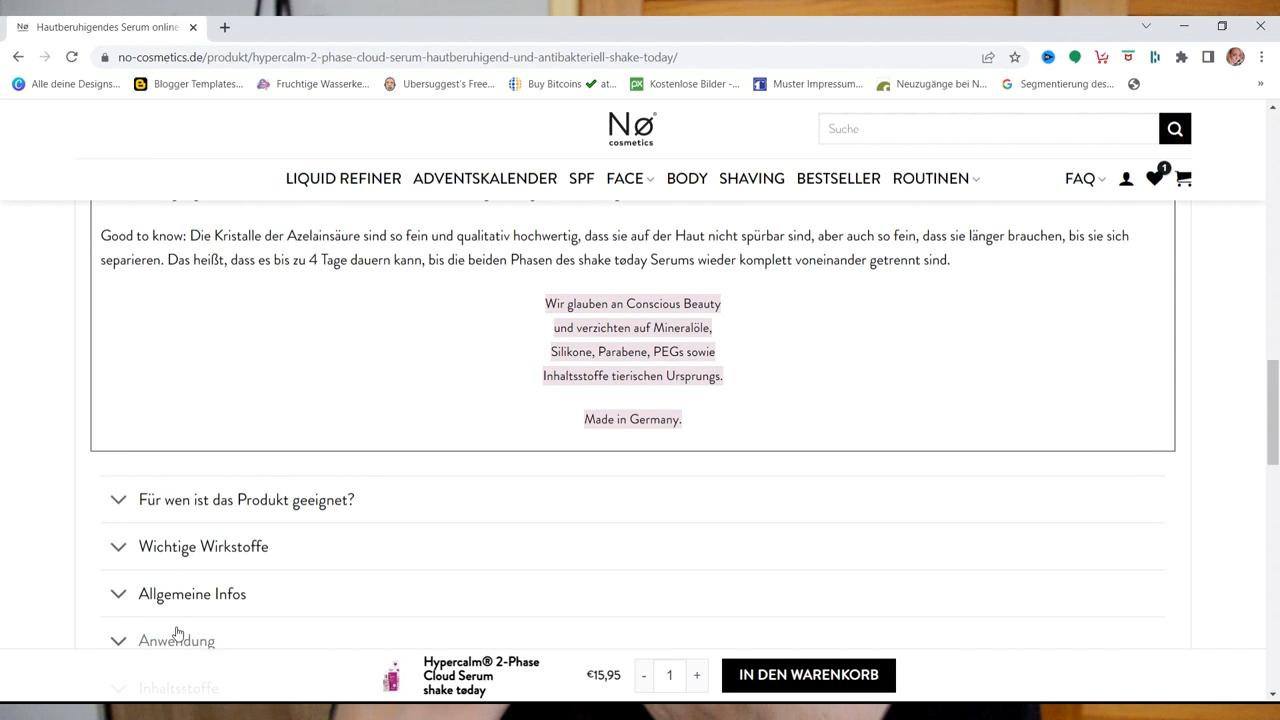 NØ Hautberuhigendes Serum online
no-cosmetics.de/produkt/hypercalm-2-phase-cloud-serum-hautberuhigend-und-antibakteriell-shake-today/
Alle deine Designs... Blogger Templates... Fruchtige Wasserke... Ubersuggest's Free... Buy Bitcoins at... Kostenlose Bilder -... Muster Impressum... Neuzugänge bei N... Segmentierung des...
NØ
cosmetics
Suche
LIQUID REFINER ADVENTSKALENDER SPF FACE BODY SHAVING BESTSELLER ROUTINEN FAQ 1
Good to know: Die Kristalle der Azelainsäure sind so fein und qualitativ hochwertig, dass sie auf der Haut nicht spürbar sind, aber auch so fein, dass sie länger brauchen, bis sie sich
separieren. Das heißt, dass es bis zu 4 Tage dauern kann, bis die beiden Phasen des shake tøday Serums wieder komplett voneinander getrennt sind.
Wir glauben an Conscious Beauty
und verzichten auf Mineralöle,
Silikone, Parabene, PEGs sowie
Inhaltsstoffe tierischen Ursprungs.
Made in Germany.
Für wen ist das Produkt geeignet?
Wichtige Wirkstoffe
Allgemeine Infos
Anwendung
Inhaltsstoffe
Hypercalm® 2-Phase
Cloud Serum
shake tøday
€15,95
- 1 +
IN DEN WARENKORB